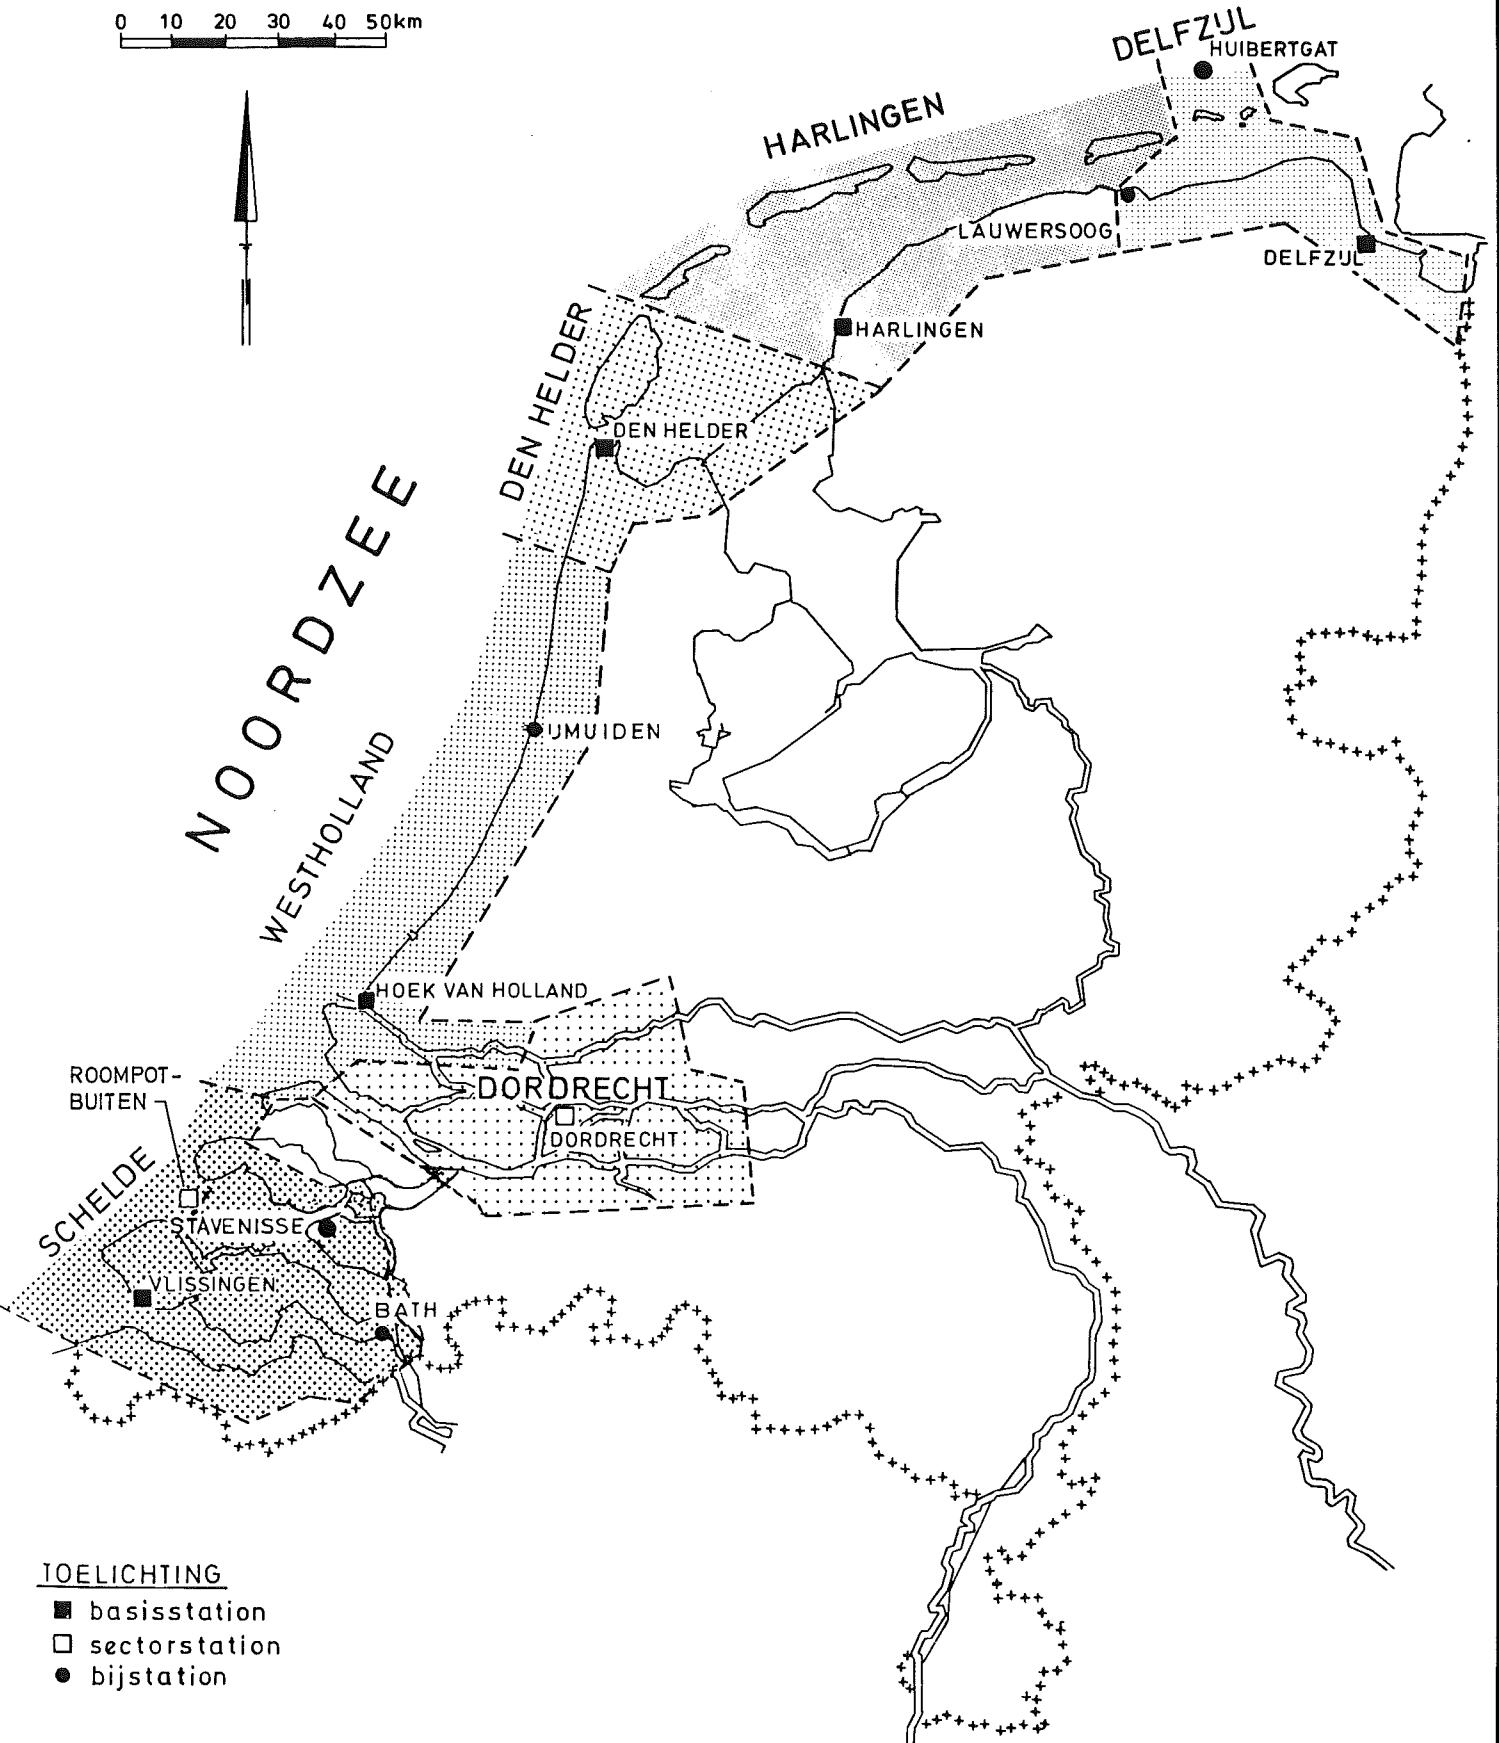 0 10 20 30 40 50km
DELFZIJL
HUIBERTGAT
HARLINGEN
LAUWERSOOG
DELFZIJL
HARLINGEN
DEN HELDER
DEN HELDER
NOORDZEE
IJMUIDEN
WESTHOLLAND
HOEK VAN HOLLAND
ROOMPOT-
BUITEN
DORDRECHT
DORDRECHT
SCHELDE
STAVENISSE
VLISSINGEN
BATH
TOELICHTING
basisstation
sectorstation
bijstation